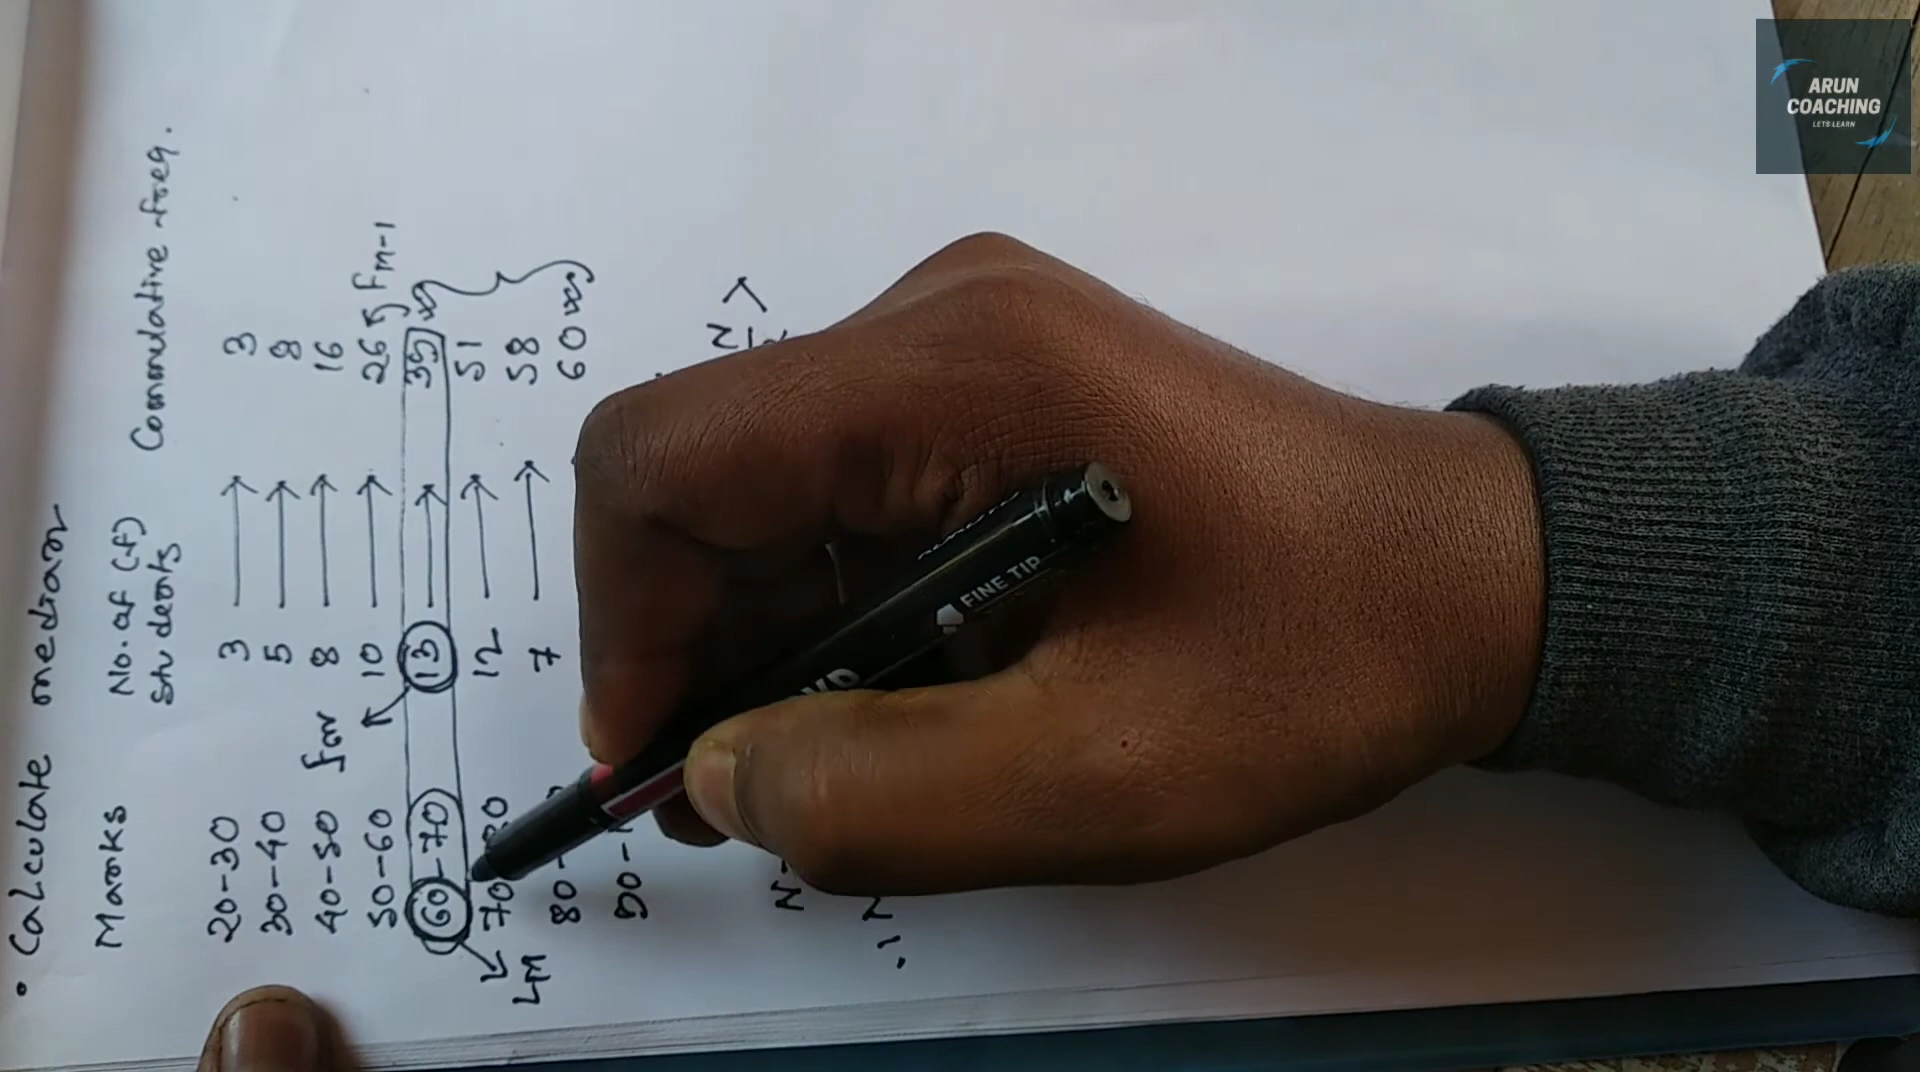 • Calculate median
Marks No. of (f) Commulative freq.
students
20-30 3 3
30-40 5 8
40-50 8 16
fm
50-60 10 26 Fm-1
60-70 13 39
70-80 12 51
LM
80- 7 58
90- 60
N
N
FINE TIP
ARUN
COACHING
LETS LEARN